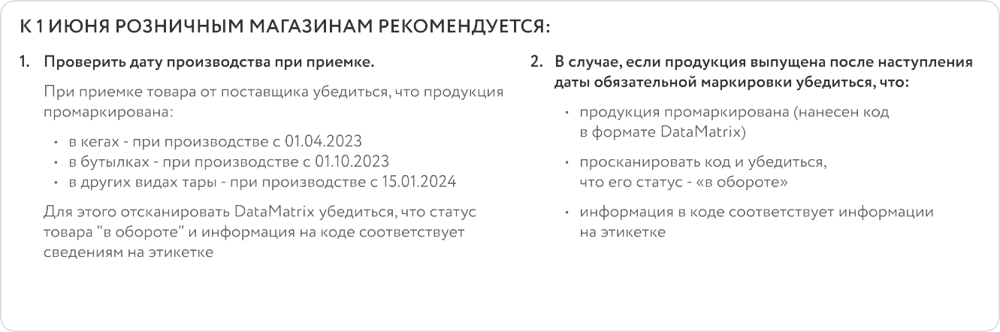 К 1 ИЮНЯ РОЗНИЧНЫМ МАГАЗИНАМ РЕКОМЕНДУЕТСЯ:
1. Проверить дату производства при приемке.
При приемке товара от поставщика убедиться, что продукция
промаркирована:
• в кегах - при производстве с 01.04.2023
• в бутылках - при производстве с 01.10.2023
• в других видах тары - при производстве с 15.01.2024
Для этого отсканировать DataMatrix убедиться, что статус
товара "в обороте" и информация на коде соответствует
сведениям на этикетке
2. В случае, если продукция выпущена после наступления
даты обязательной маркировки убедиться, что:
• продукция промаркирована (нанесен код
в формате DataMatrix)
• просканировать код и убедиться,
что его статус - «в обороте»
• информация в коде соответствует информации
на этикетке